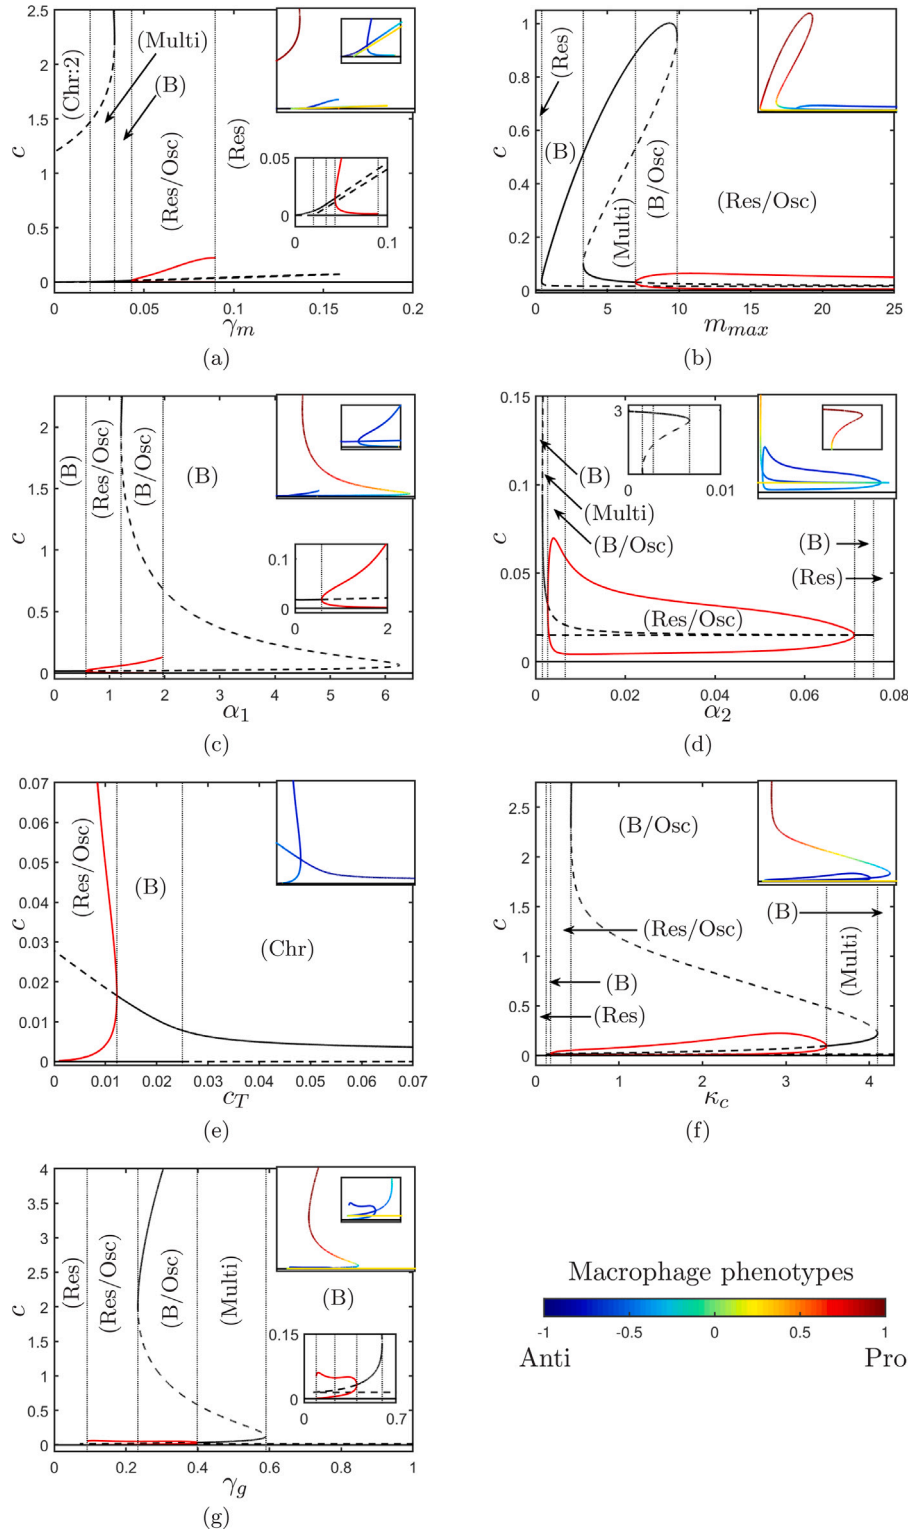 2.5
2
1.5
1
0.5
0
c
(Chr:2)
(Multi)
(B)
(Res/Osc)
(Res)
0.05
0
0
0.1
0
0.05
0.1
0.15
0.2
γm
(a)
1
0.8
0.6
0.4
0.2
0
c
(Res)
(B)
(Multi)
(B/Osc)
(Res/Osc)
0
5
10
15
20
25
mmax
(b)
2
1.5
1
0.5
0
c
(B)
(Res/Osc)
(B/Osc)
(B)
0.1
0
0
2
0
1
2
3
4
5
6
α1
(c)
0.15
0.1
0.05
0
c
3
0
0.01
(B)
(Multi)
(B/Osc)
(Res/Osc)
(B)
(Res)
0
0.02
0.04
0.06
0.08
α2
(d)
0.07
0.06
0.05
0.04
0.03
0.02
0.01
0
c
(Res/Osc)
(B)
(Chr)
0
0.01
0.02
0.03
0.04
0.05
0.06
0.07
cT
(e)
2.5
2
1.5
1
0.5
0
c
(B/Osc)
(Res/Osc)
(B)
(Res)
(B)
(Multi)
0
1
2
3
4
κc
(f)
4
3.5
3
2.5
2
1.5
1
0.5
0
c
(Res)
(Res/Osc)
(B/Osc)
(Multi)
(B)
0.15
0
0
0.7
0
0.2
0.4
0.6
0.8
1
γg
(g)
Macrophage phenotypes
-1
-0.5
0
0.5
1
Anti
Pro